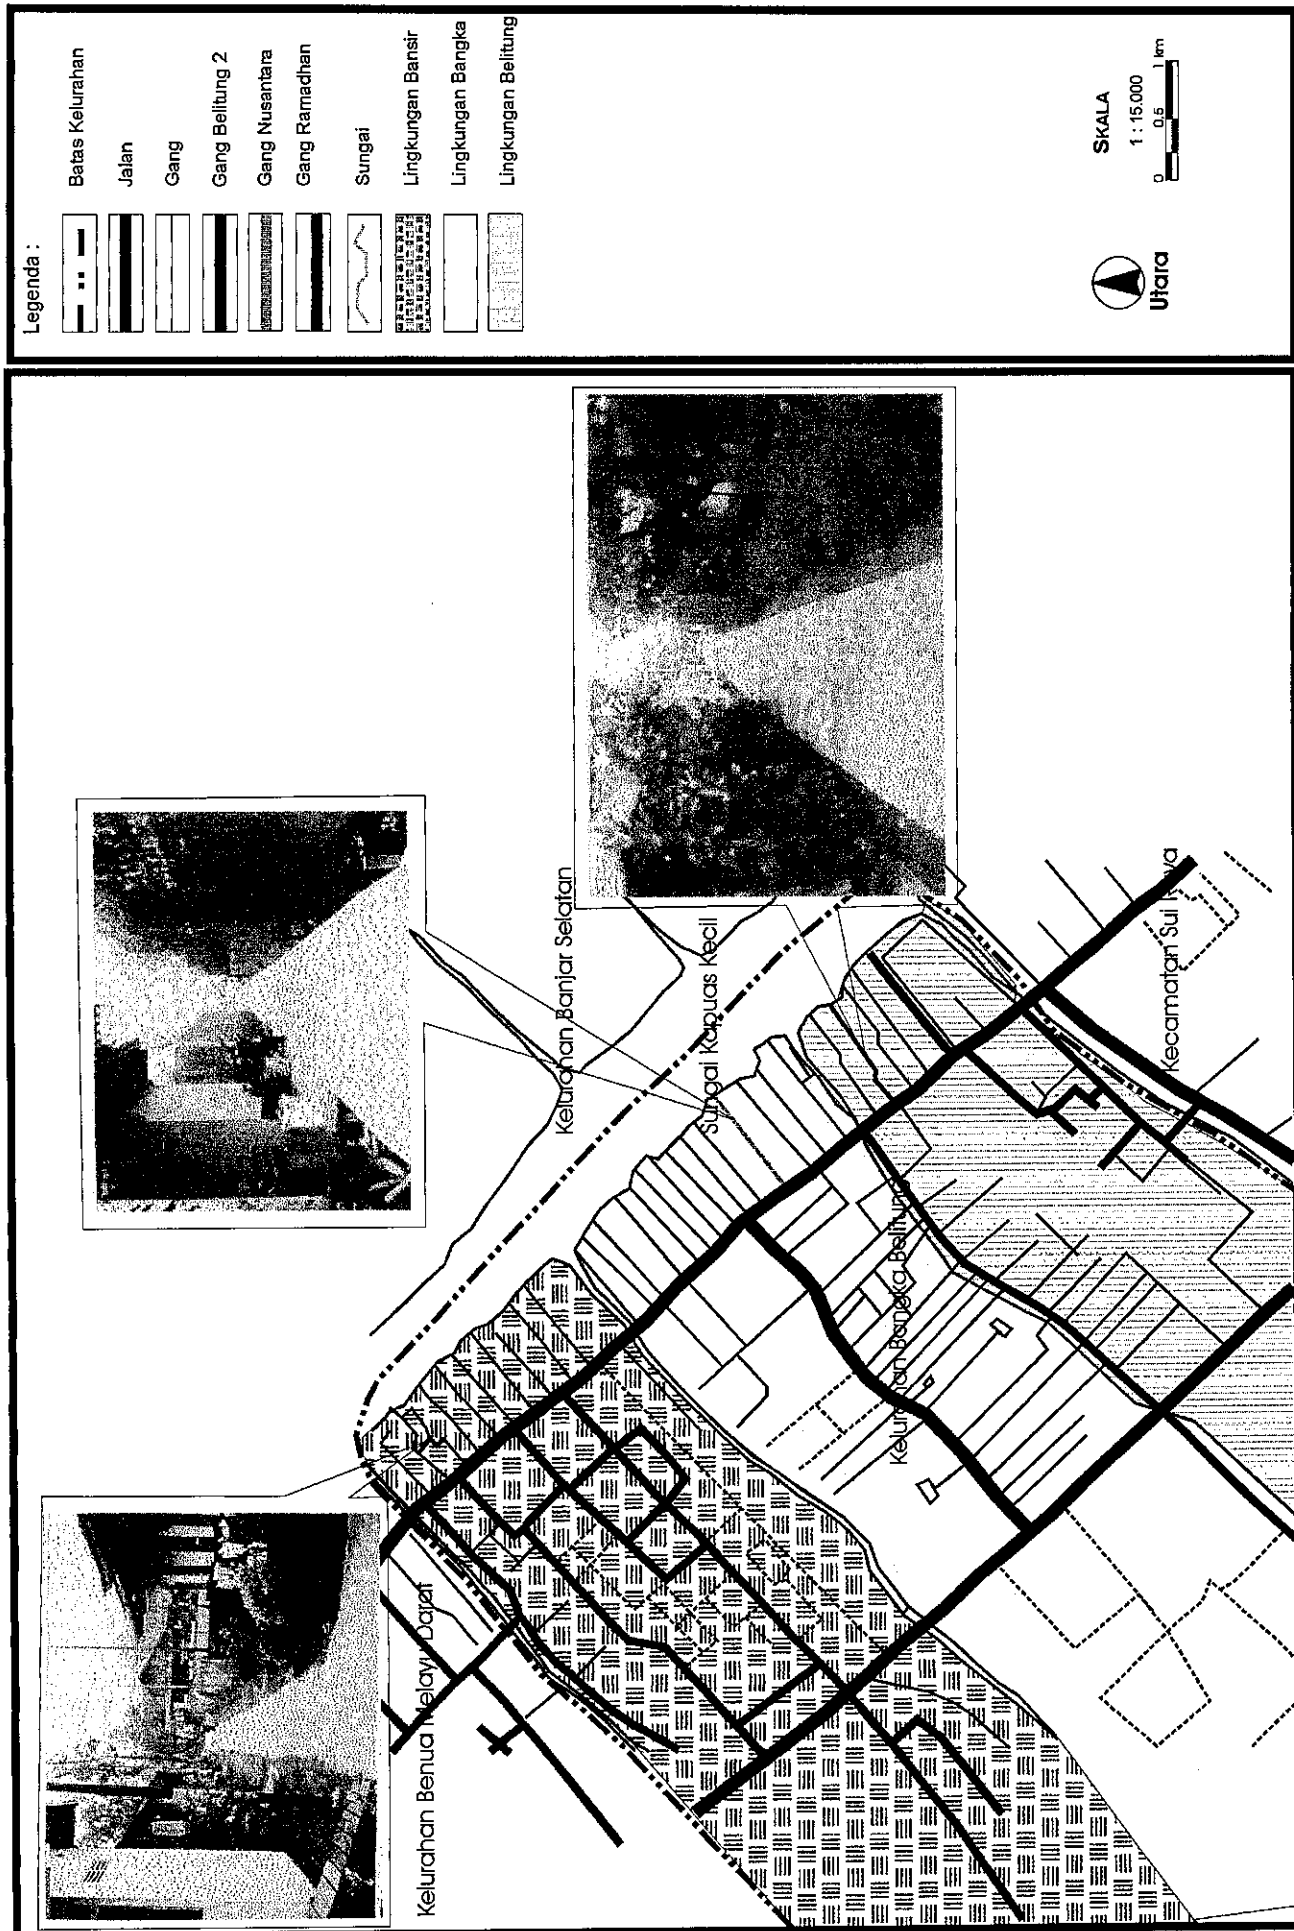 Legenda :
Batas Kelurahan
Jalan
Gang
Gang Belitung 2
Gang Nusantara
Gang Ramadhan
Sungai
Lingkungan Bansir
Lingkungan Bangka
Lingkungan Belitung
Utara
SKALA
1 : 15.000
0 0,5 1 km
Kelurahan Benua Melayu Darat
Kelurahan Banjar Selatan
Sungai Kapuas Kecil
Kelurahan Bangka Belitung
Kecamatan Sui Raya